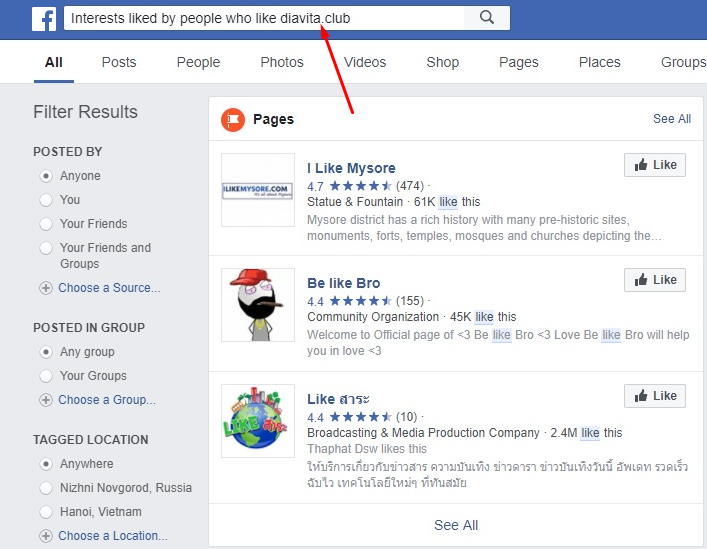 Interests liked by people who like diavita.club
All Posts People Photos Videos Shop Pages Places Groups
Filter Results
POSTED BY
Anyone
You
Your Friends
Your Friends and
Groups
Choose a Source...
POSTED IN GROUP
Any group
Your Groups
Choose a Group...
TAGGED LOCATION
Anywhere
Nizhni Novgorod, Russia
Hanoi, Vietnam
Choose a Location...
Pages See All
ILIKEMYSORE.COM
I Like Mysore Like
4.7 (474) ·
Statue & Fountain · 61K like this
Mysore district has a rich history with many pre-historic sites,
monuments, forts, temples, mosques and churches depicting the...
Be like Bro Like
4.4 (155) ·
Community Organization · 45K like this
Welcome to Official page of <3 Be like Bro <3 Love Be like Bro will help
you in love <3
LIKE สาระ
Like สาระ Like
4.4 (10) ·
Broadcasting & Media Production Company · 2.4M like this
Thaphat Dsw likes this
ให้บริการเกี่ยวกับข่าวสาร ความบันเทิง ข่าวดารา ข่าวบันเทิงวันนี้ อัพเดท รวดเร็ว
ฉับไว เทคโนโลยีใหม่ๆ ที่ทันสมัย
See All